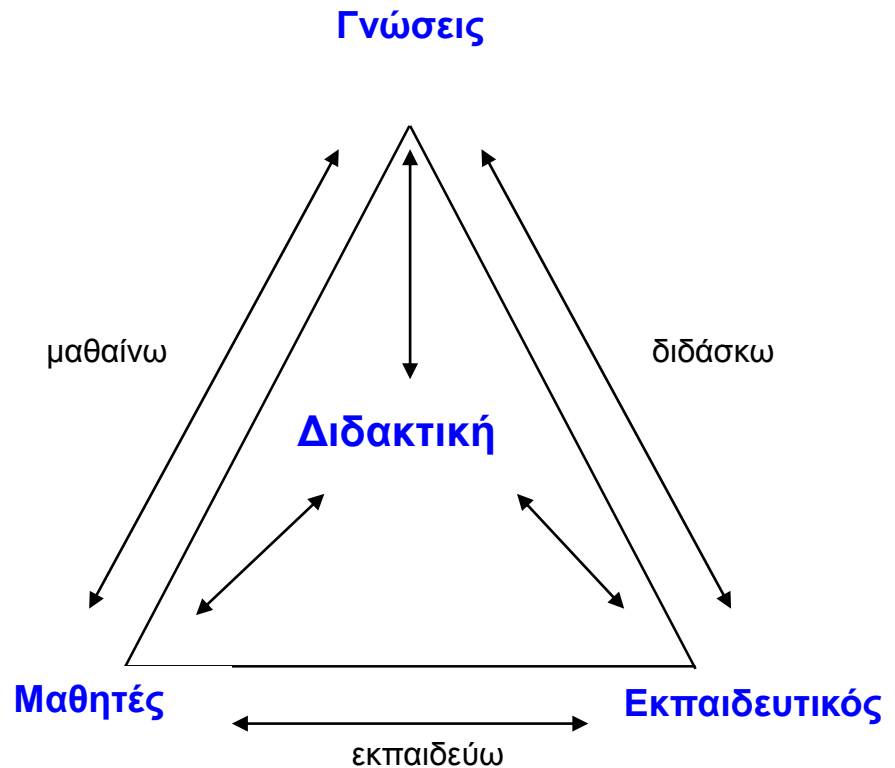 Γνώσεις
μαθαίνω
διδάσκω
Διδακτική
Μαθητές
Εκπαιδευτικός
εκπαιδεύω